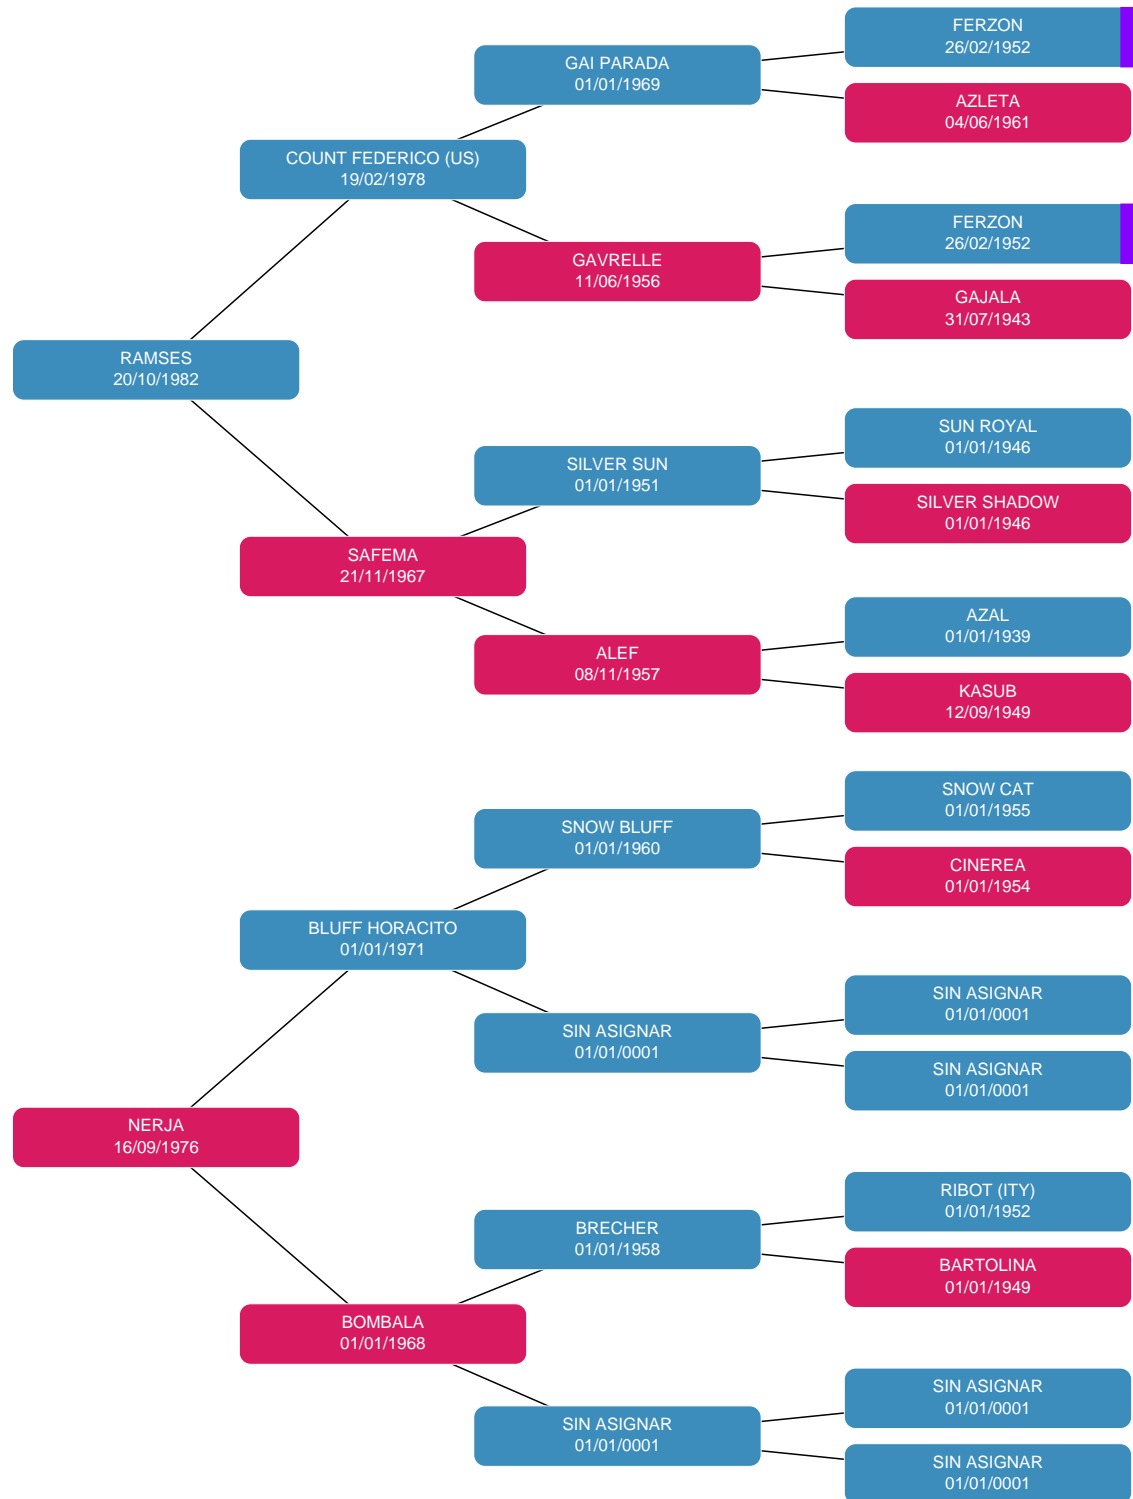 FERZON
26/02/1952
GAI PARADA
01/01/1969
AZLETA
04/06/1961
COUNT FEDERICO (US)
19/02/1978
FERZON
26/02/1952
GAVRELLE
11/06/1956
GAJALA
31/07/1943
RAMSES
20/10/1982
SUN ROYAL
01/01/1946
SILVER SUN
01/01/1951
SILVER SHADOW
01/01/1946
SAFEMA
21/11/1967
AZAL
01/01/1939
ALEF
08/11/1957
KASUB
12/09/1949
SNOW CAT
01/01/1955
SNOW BLUFF
01/01/1960
CINEREA
01/01/1954
BLUFF HORACITO
01/01/1971
SIN ASIGNAR
01/01/0001
SIN ASIGNAR
01/01/0001
SIN ASIGNAR
01/01/0001
NERJA
16/09/1976
RIBOT (ITY)
01/01/1952
BRECHER
01/01/1958
BARTOLINA
01/01/1949
BOMBALA
01/01/1968
SIN ASIGNAR
01/01/0001
SIN ASIGNAR
01/01/0001
SIN ASIGNAR
01/01/0001